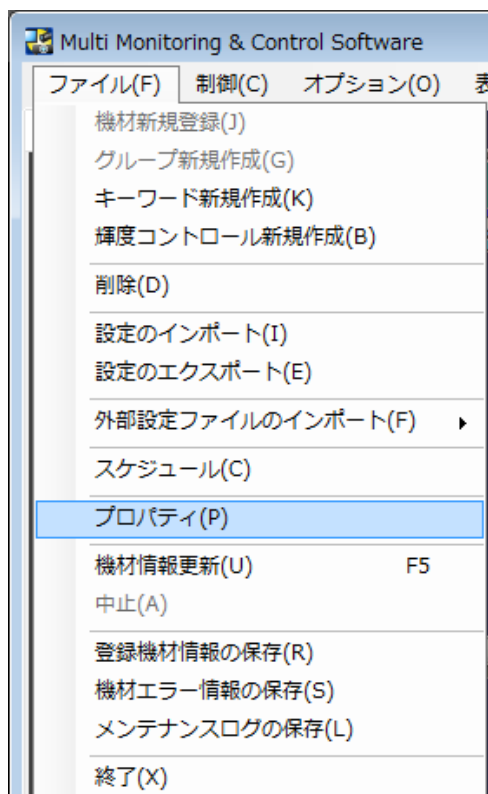 Multi Monitoring & Control Software
ファイル(F) 制御(C) オプション(O) 表
機材新規登録(J)
グループ新規作成(G)
キーワード新規作成(K)
輝度コントロール新規作成(B)
削除(D)
設定のインポート(I)
設定のエクスポート(E)
外部設定ファイルのインポート(F)
スケジュール(C)
プロパティ(P)
機材情報更新(U) F5
中止(A)
登録機材情報の保存(R)
機材エラー情報の保存(S)
メンテナンスログの保存(L)
終了(X)